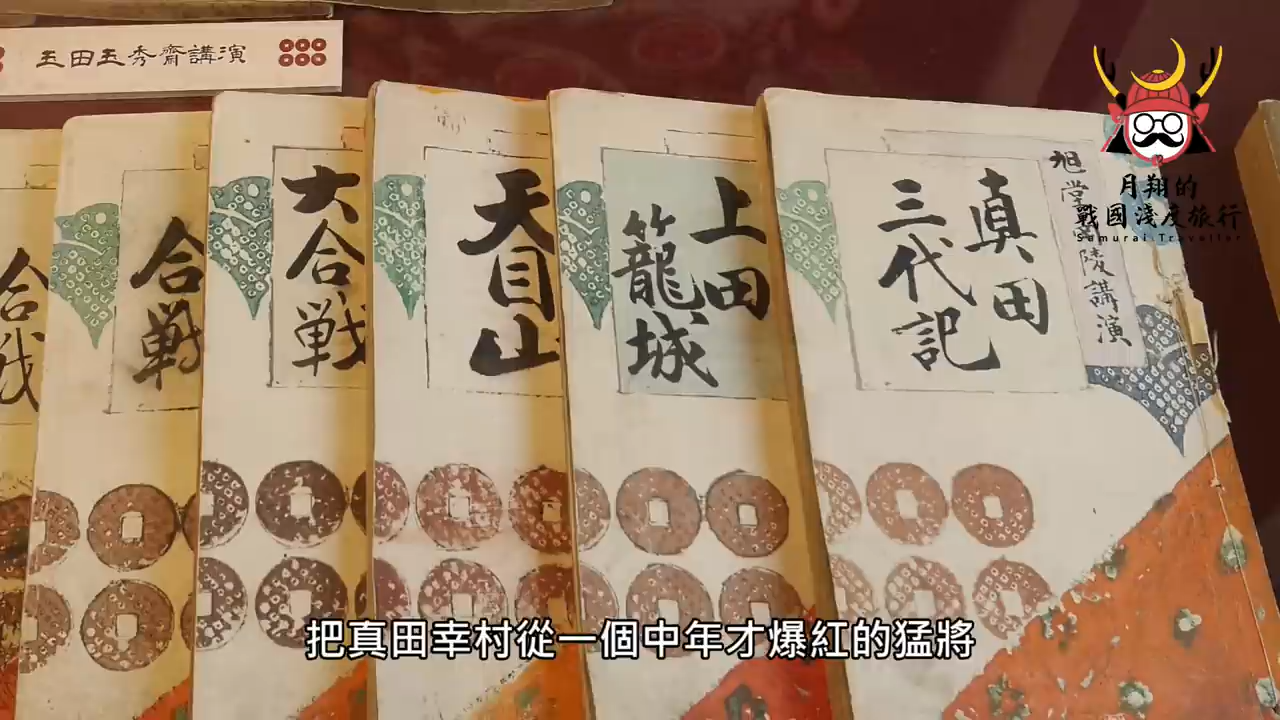 玉田玉秀齋講演
合戦
合戦
大合戦
天目山
上田
籠城
真田
三代記
旭堂
陵講演
月翔的
戰國淺度旅行
Samurai Traveller
把真田幸村從一個中年才爆紅的猛將